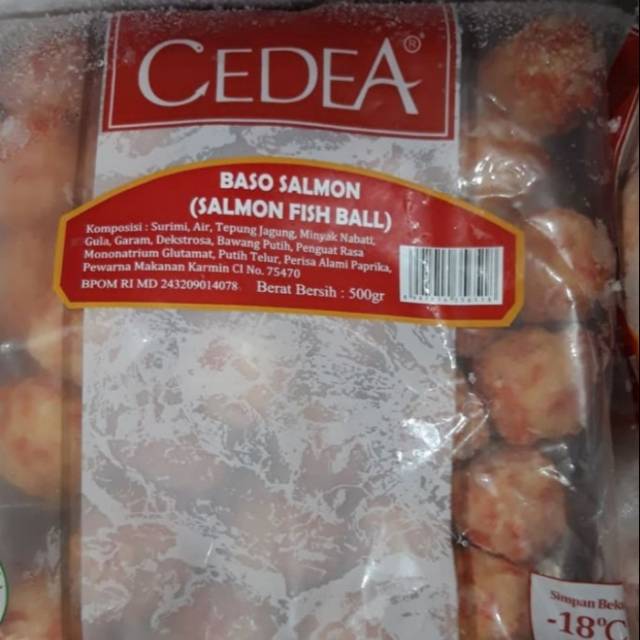 CEDEA®
BASO SALMON
(SALMON FISH BALL)
Komposisi : Surimi, Air, Tepung Jagung, Minyak Nabati,
Gula, Garam, Dekstrosa, Bawang Putih, Penguat Rasa
Mononatrium Glutamat, Putih Telur, Perisa Alami Paprika,
Pewarna Makanan Karmin CI No. 75470
BPOM RI MD 243209014078 Berat Bersih : 500gr
Simpan
-18°C